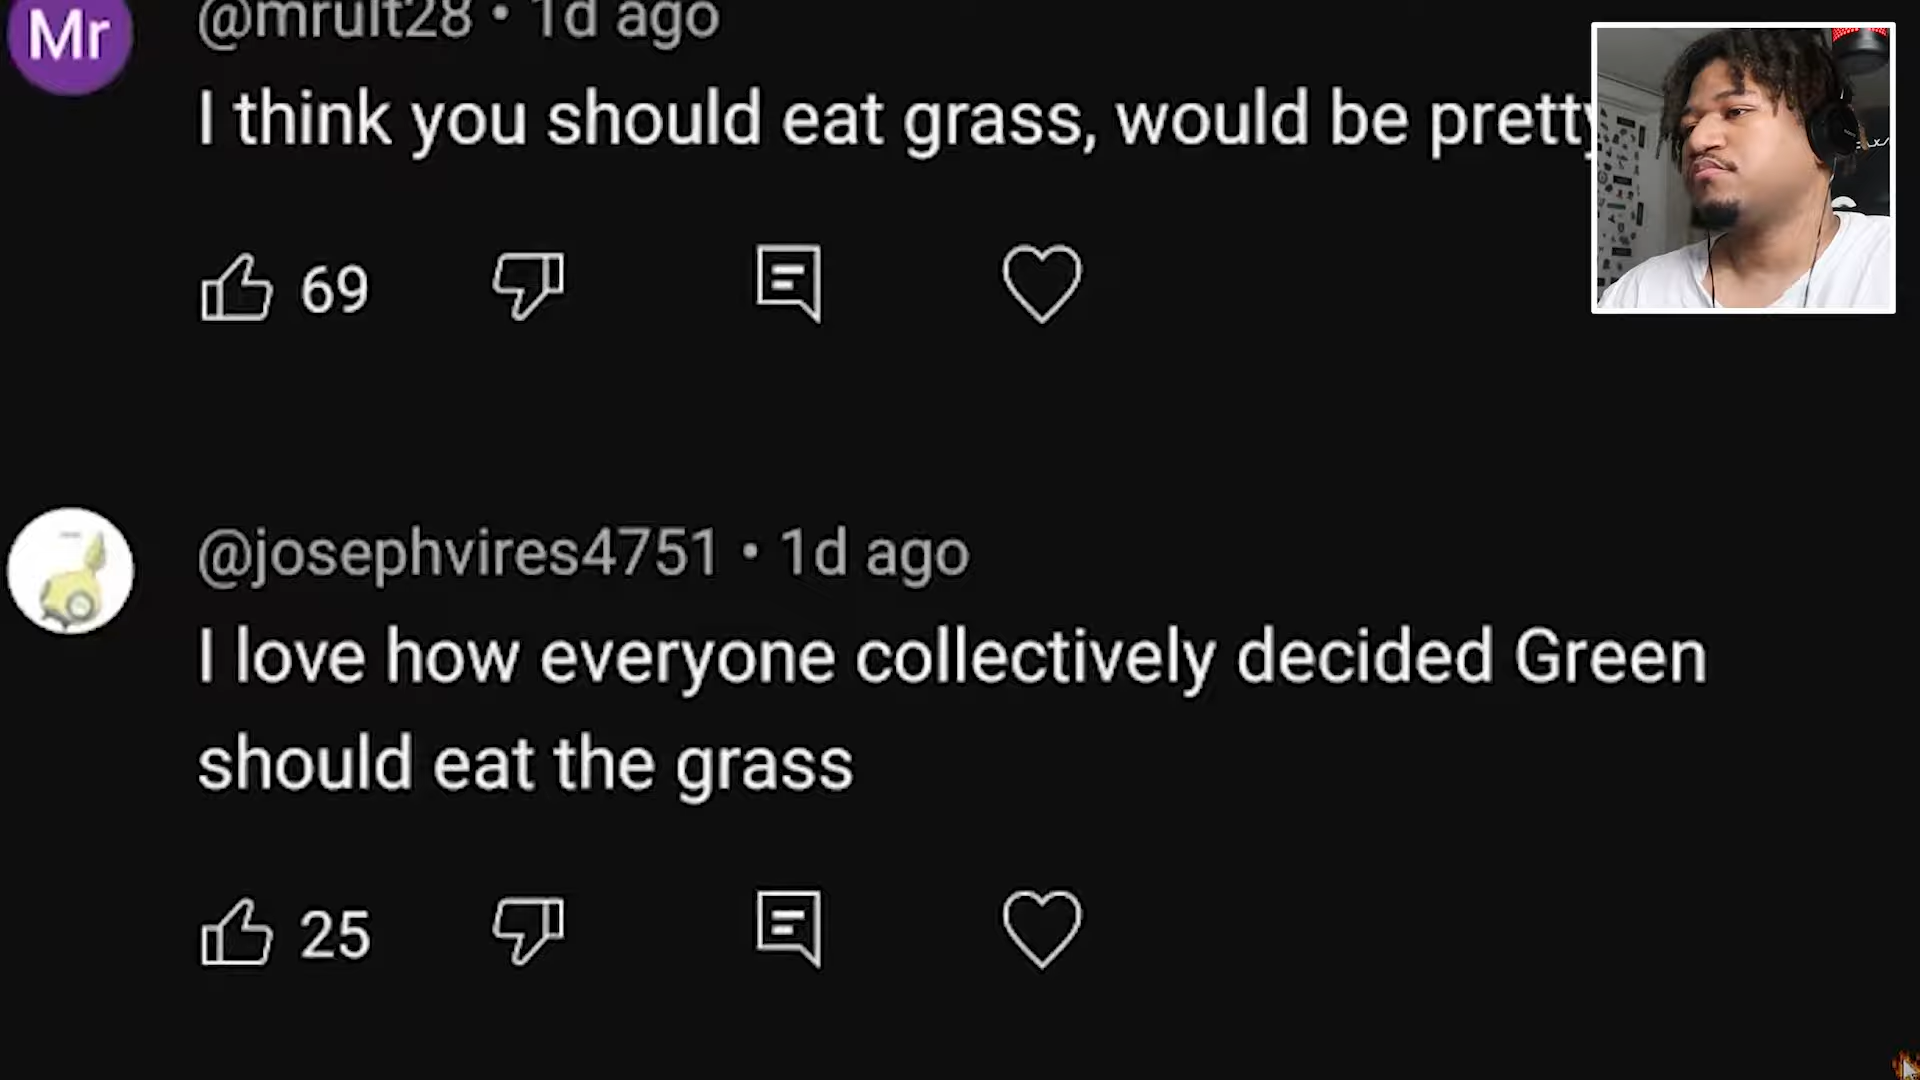 Mr
@mrult28 • 1d ago
I think you should eat grass, would be pretty
69
@josephvires4751 • 1d ago
I love how everyone collectively decided Green
should eat the grass
25